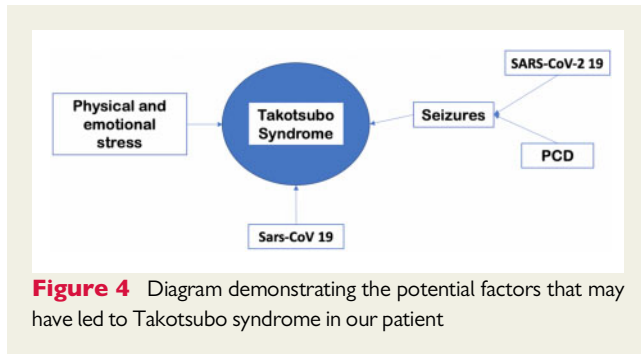 SARS-CoV-2 19
Physical and
emotional
stress
Takotsubo
Syndrome
Seizures
PCD
Sars-CoV 19
Figure 4 Diagram demonstrating the potential factors that may
have led to Takotsubo syndrome in our patient